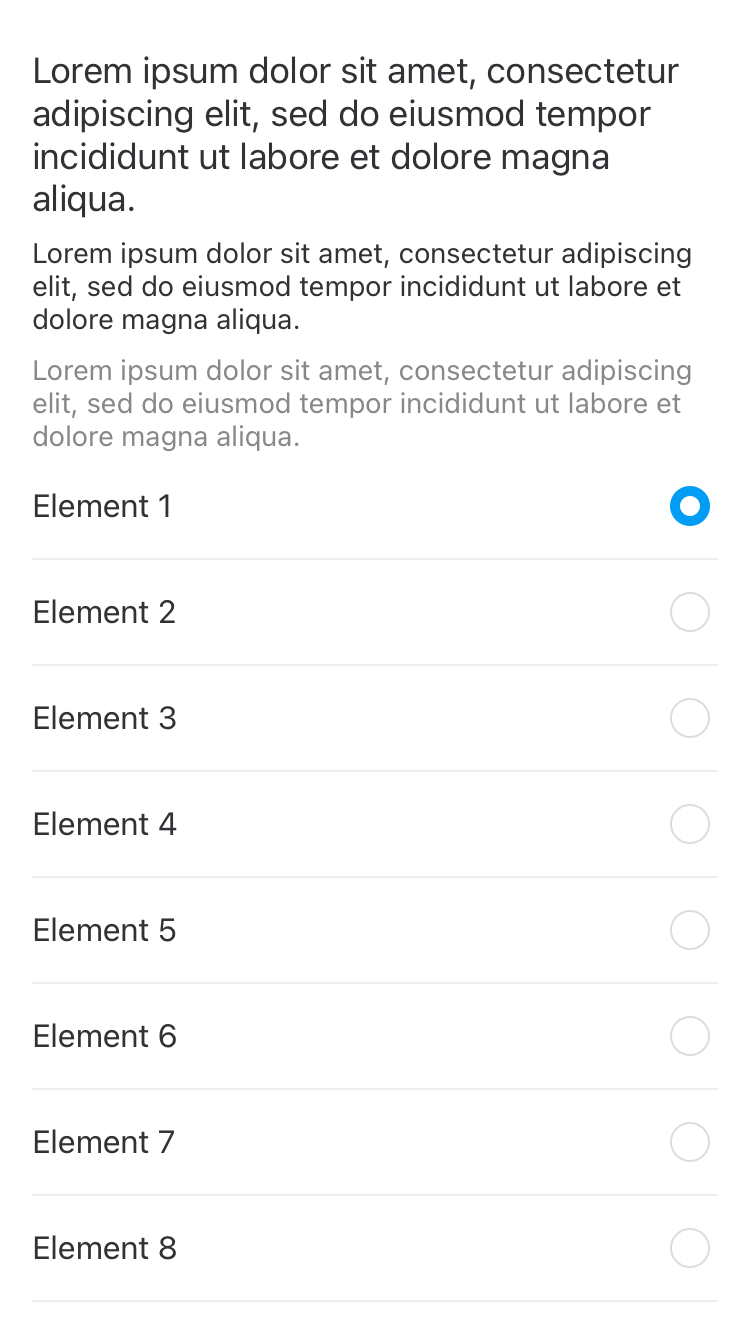 Lorem ipsum dolor sit amet, consectetur
adipiscing elit, sed do eiusmod tempor
incididunt ut labore et dolore magna
aliqua.
Lorem ipsum dolor sit amet, consectetur adipiscing
elit, sed do eiusmod tempor incididunt ut labore et
dolore magna aliqua.
Lorem ipsum dolor sit amet, consectetur adipiscing
elit, sed do eiusmod tempor incididunt ut labore et
dolore magna aliqua.
Element 1
Element 2
Element 3
Element 4
Element 5
Element 6
Element 7
Element 8